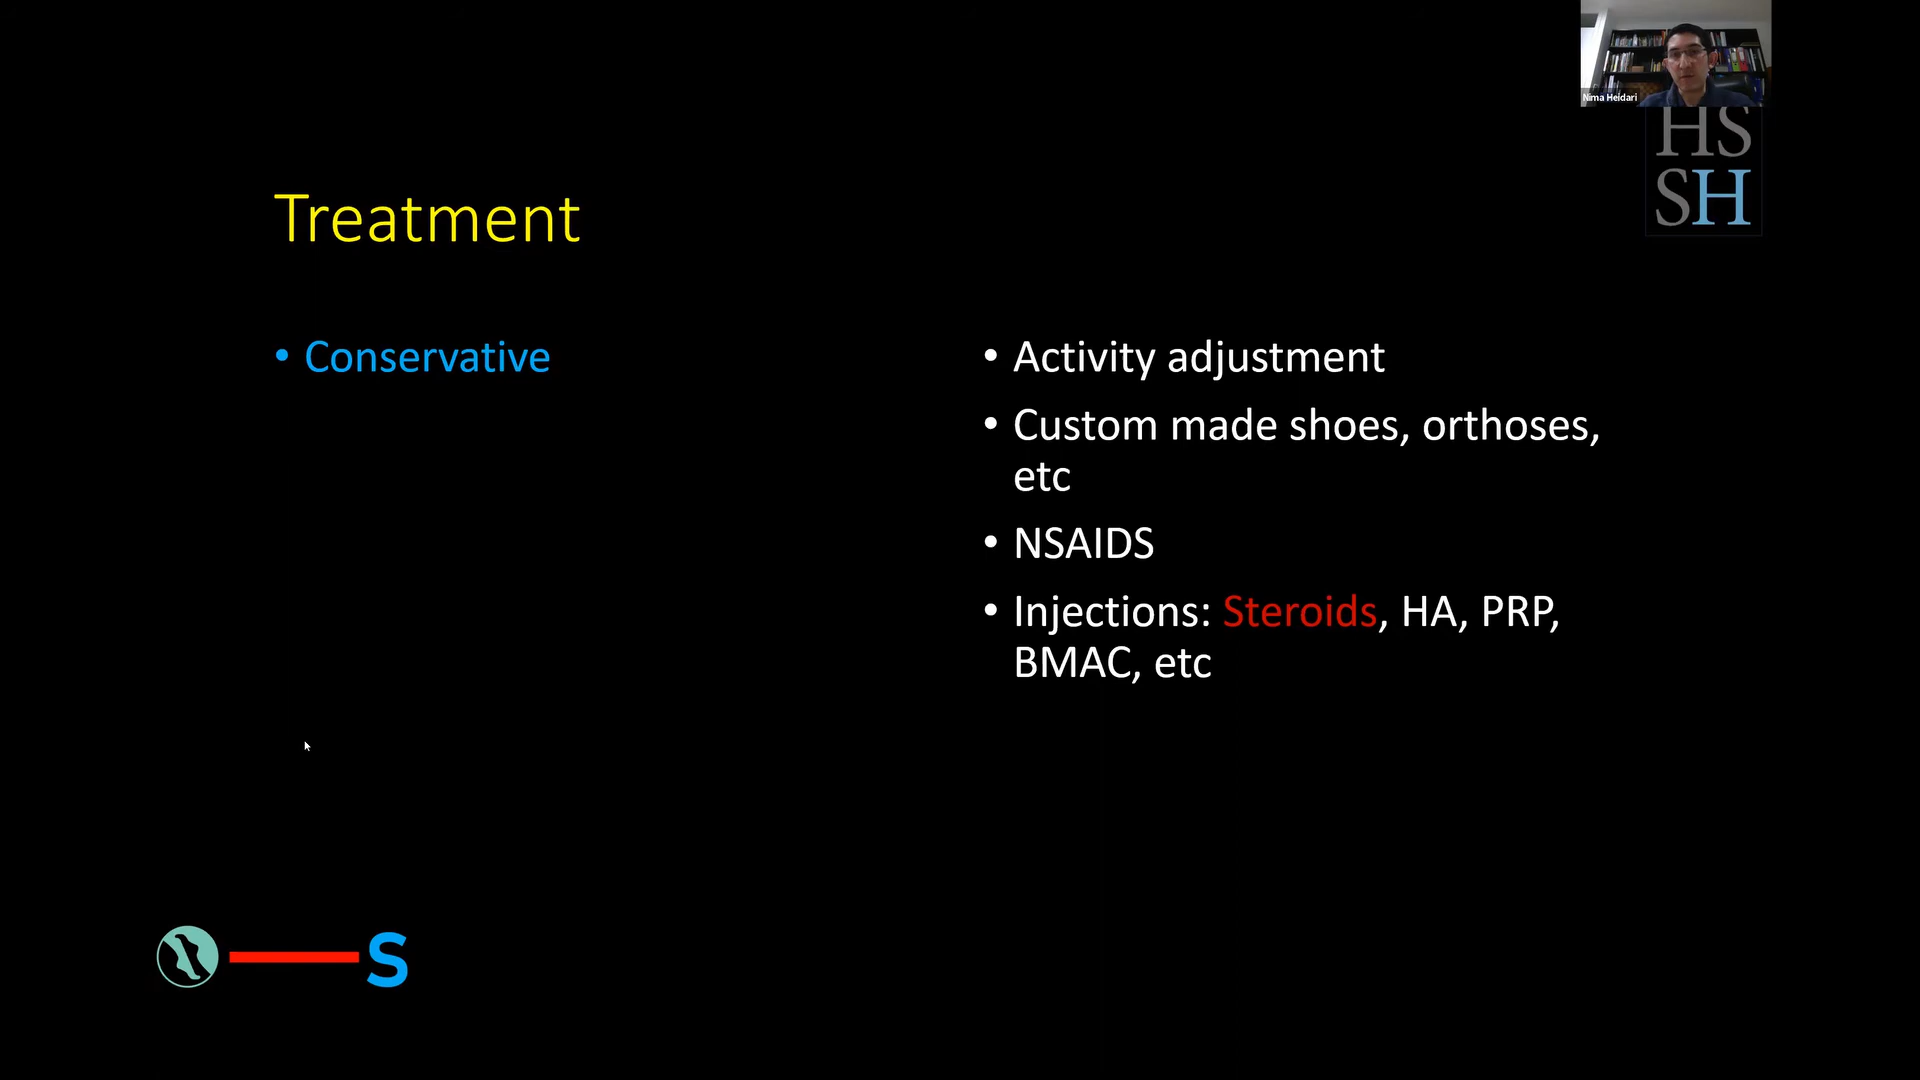 Nima Heidari
HS
SH
Treatment
• Conservative
• Activity adjustment
• Custom made shoes, orthoses,
etc
• NSAIDS
• Injections: Steroids, HA, PRP,
BMAC, etc
S